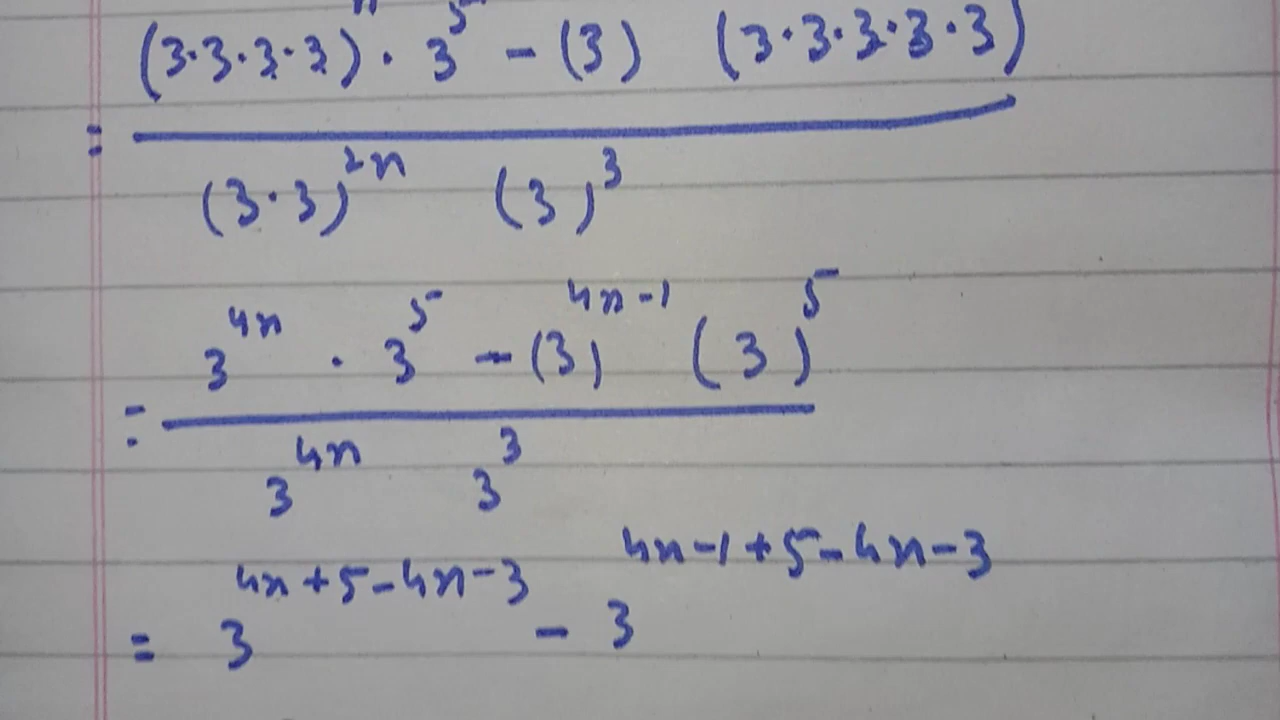 = ((3·3·3·3)^n · 3^5 - (3) (3·3·3·3·3)) / ((3·3)^{2n} (3)^3)
= (3^{4n} · 3^5 - (3)^{4n-1} (3)^5) / (3^{4n} 3^3)
= 3^{4n+5-4n-3} - 3^{4n-1+5-4n-3}